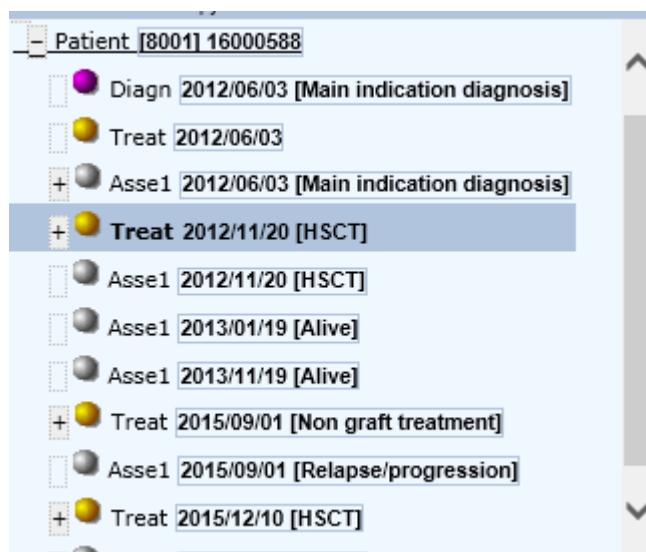 Patient [8001] 16000588
Diagn 2012/06/03 [Main indication diagnosis]
Treat 2012/06/03
Asse1 2012/06/03 [Main indication diagnosis]
Treat 2012/11/20 [HSCT]
Asse1 2012/11/20 [HSCT]
Asse1 2013/01/19 [Alive]
Asse1 2013/11/19 [Alive]
Treat 2015/09/01 [Non graft treatment]
Asse1 2015/09/01 [Relapse/progression]
Treat 2015/12/10 [HSCT]